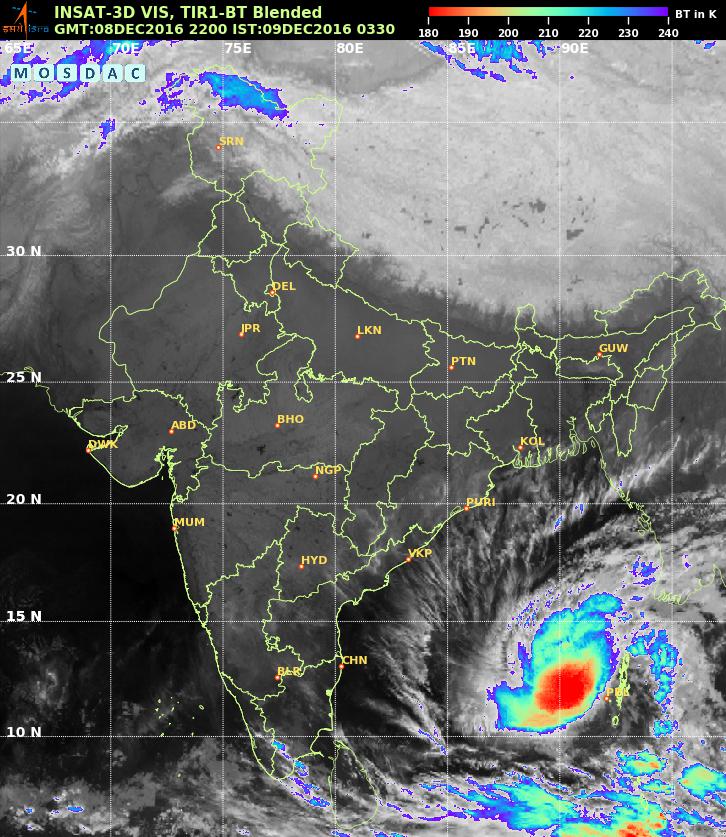 INSAT-3D VIS, TIR1-BT Blended
GMT:08DEC2016 2200 IST:09DEC2016 0330
BT in K
180 190 200 210 220 230 240
65E 70E 75E 80E 85E 90E
MOSDAC
SRN
30 N
DEL
JPR
LKN
GUW
PTN
25 N
ABD
BHO
KOL
DWK
NGP
20 N
PURI
MUM
VKP
HYD
15 N
CHN
BLR
PBL
10 N